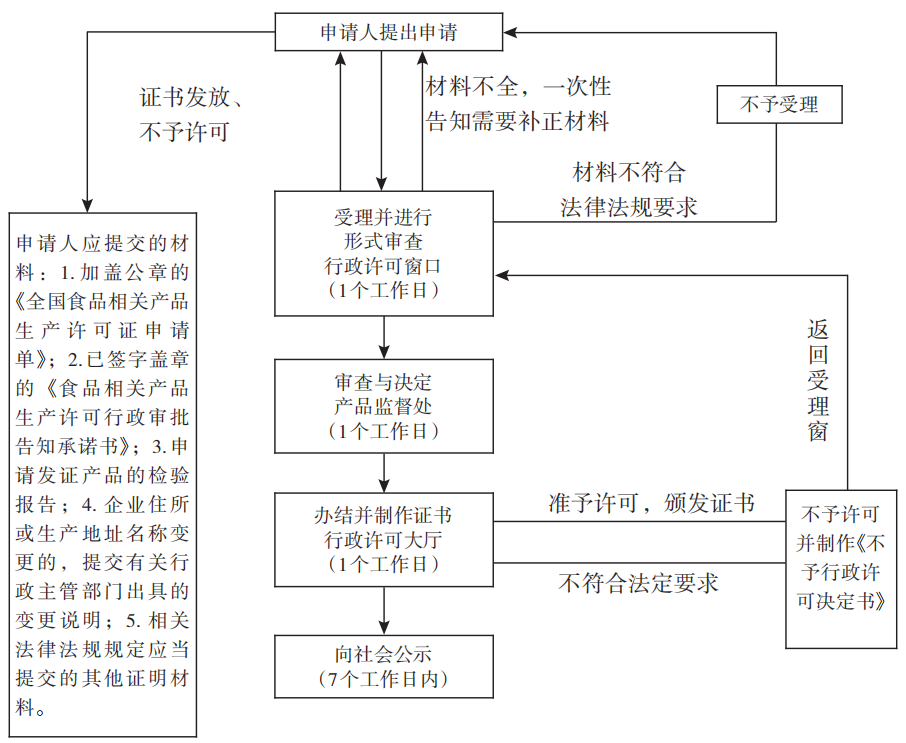 申请人提出申请
证书发放、
不予许可
材料不全，一次性
告知需要补正材料
不予受理
材料不符合
法律法规要求
受理并进行
形式审查
行政许可窗口
（1个工作日）
申请人应提交的材
料：1.加盖公章的
《全国食品相关产品
生产许可证申请
单》；2.已签字盖章
的《食品相关产品
生产许可行政审批
告知承诺书》；3.申
请发证产品的检验
报告；4. 企业住所
或生产地址名称变
更的，提交有关行
政主管部门出具的
变更说明；5. 相关
法律法规规定应当
提交的其他证明材
料。
返回受理窗
审查与决定
产品监督处
（1个工作日）
办结并制作证书
行政许可大厅
（1个工作日）
准予许可，颁发证书
不符合法定要求
不予许可
并制作《不
予行政许
可决定书》
向社会公示
（7个工作日内）